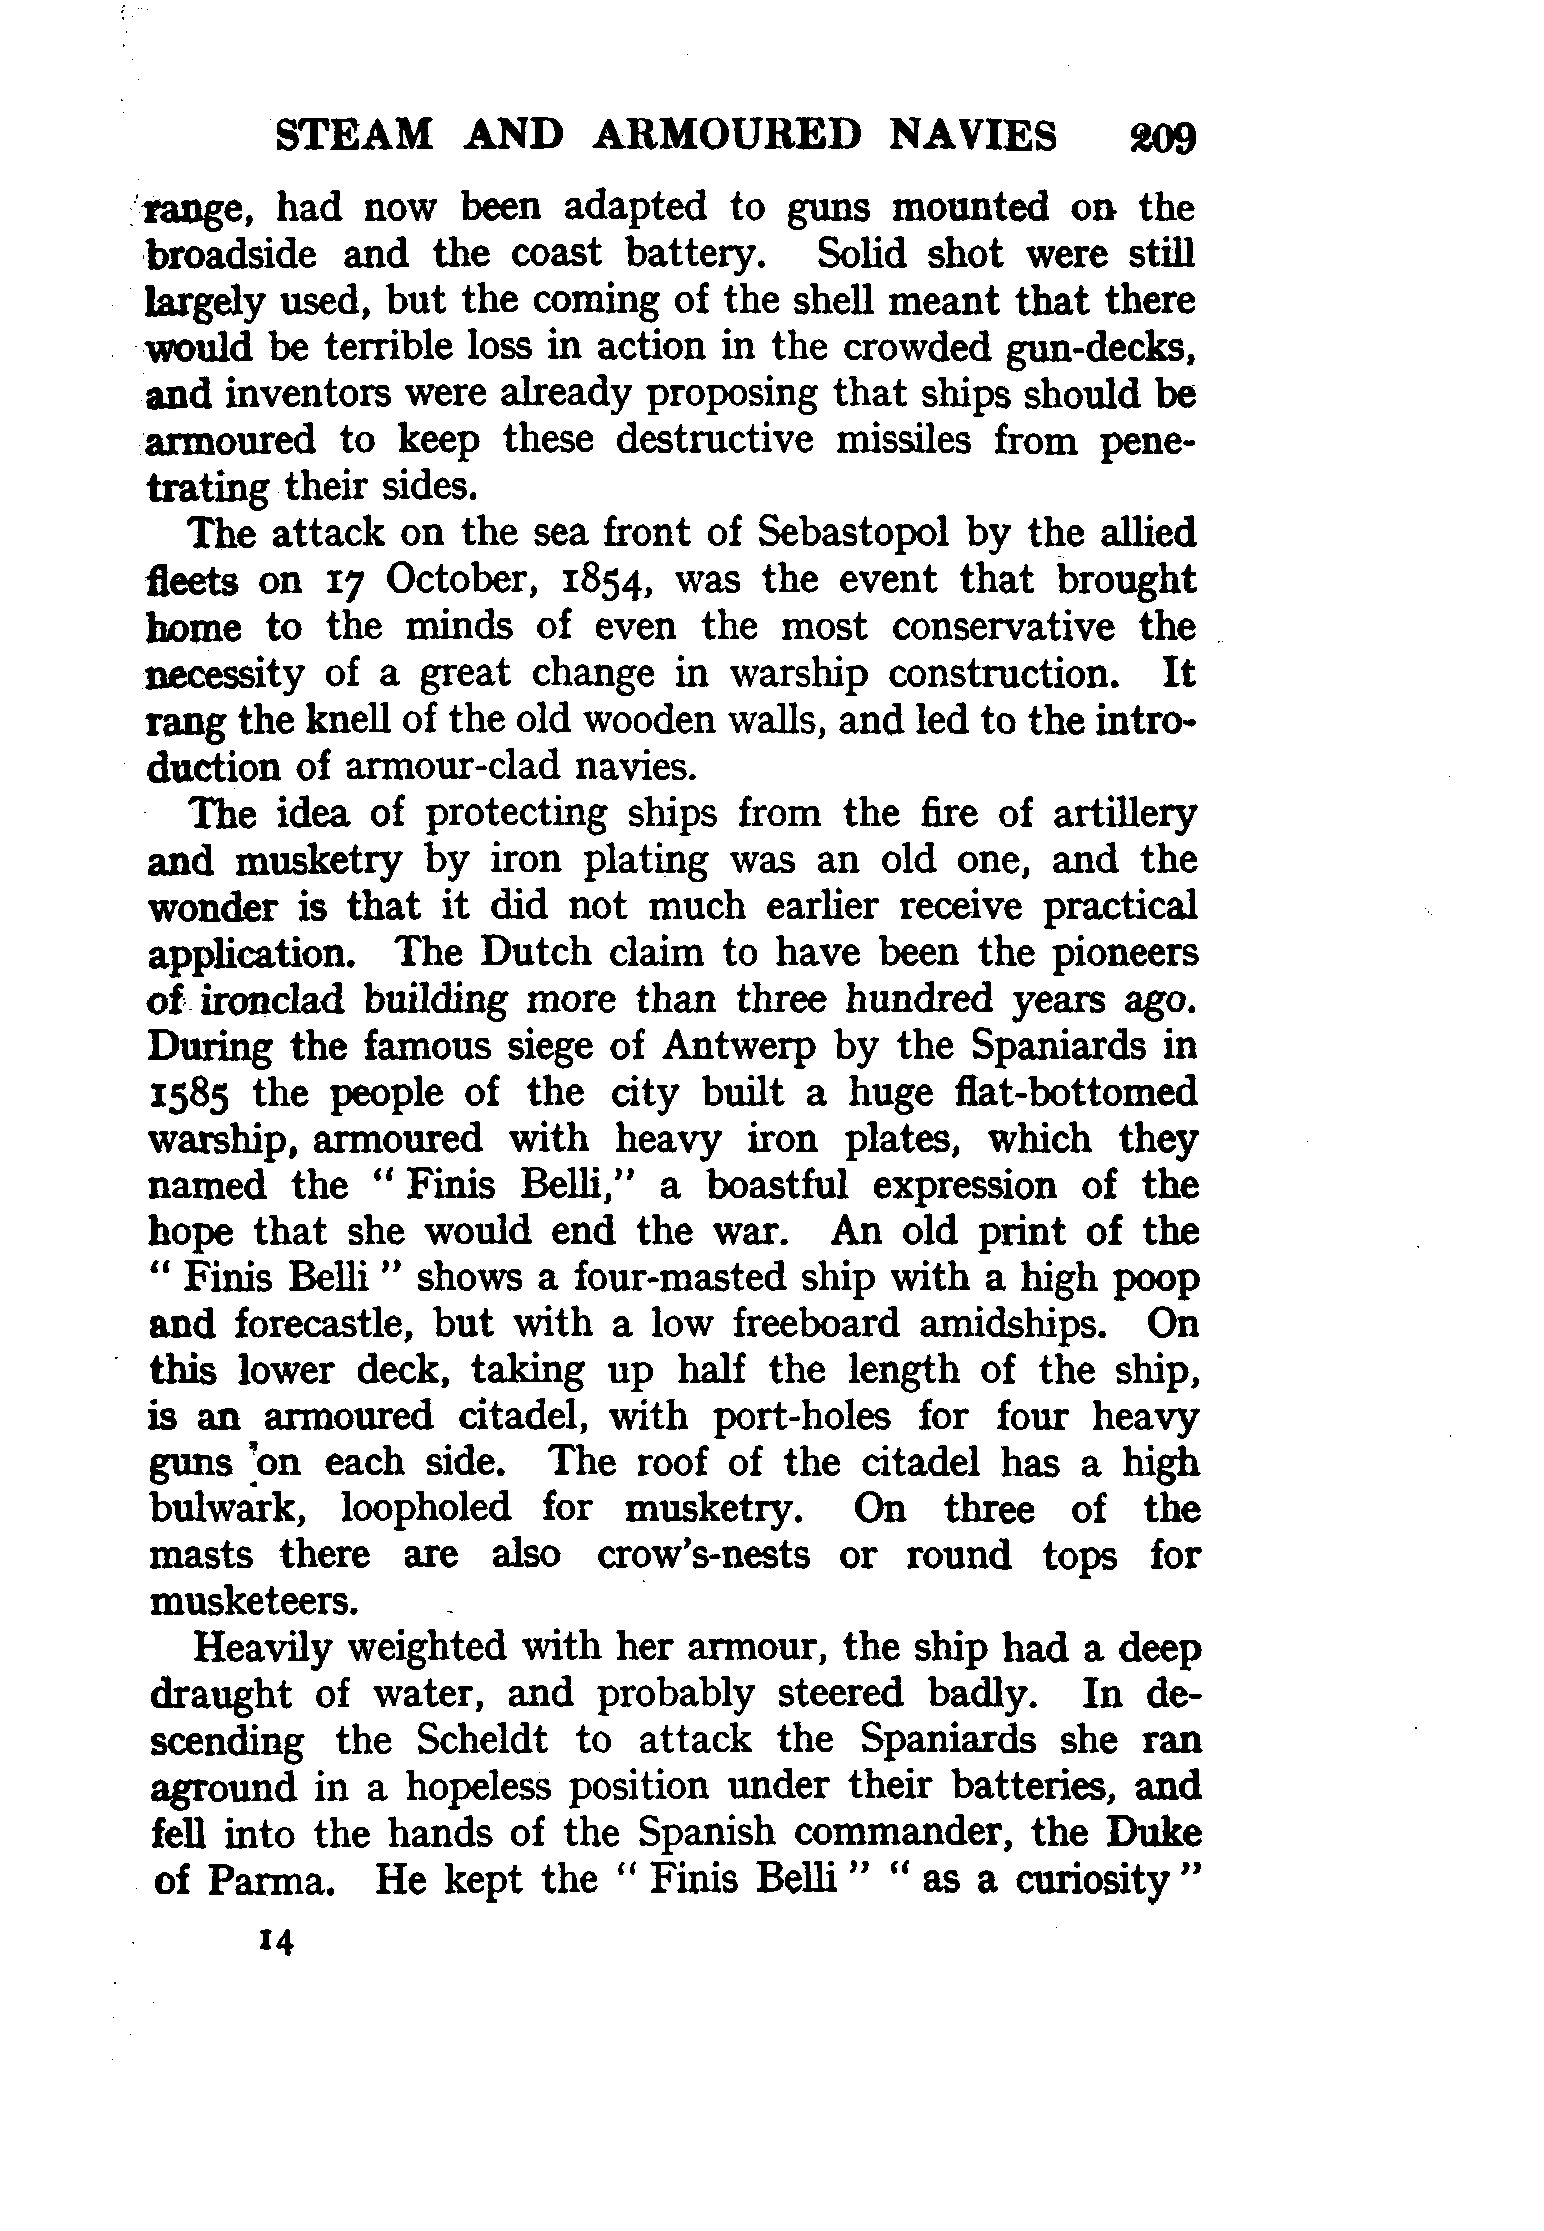 STEAM AND ARMOURED NAVIES 209
range, had now been adapted to guns mounted on the
broadside and the coast battery. Solid shot were still
largely used, but the coming of the shell meant that there
would be terrible loss in action in the crowded gun-decks,
and inventors were already proposing that ships should be
armoured to keep these destructive missiles from pene-
trating their sides.
The attack on the sea front of Sebastopol by the allied
fleets on 17 October, 1854, was the event that brought
home to the minds of even the most conservative the
necessity of a great change in warship construction. It
rang the knell of the old wooden walls, and led to the intro-
duction of armour-clad navies.
The idea of protecting ships from the fire of artillery
and musketry by iron plating was an old one, and the
wonder is that it did not much earlier receive practical
application. The Dutch claim to have been the pioneers
of ironclad building more than three hundred years ago.
During the famous siege of Antwerp by the Spaniards in
1585 the people of the city built a huge flat-bottomed
warship, armoured with heavy iron plates, which they
named the " Finis Belli," a boastful expression of the
hope that she would end the war. An old print of the
" Finis Belli " shows a four-masted ship with a high poop
and forecastle, but with a low freeboard amidships. On
this lower deck, taking up half the length of the ship,
is an armoured citadel, with port-holes for four heavy
guns on each side. The roof of the citadel has a high
bulwark, loopholed for musketry. On three of the
masts there are also crow's-nests or round tops for
musketeers.
Heavily weighted with her armour, the ship had a deep
draught of water, and probably steered badly. In de-
scending the Scheldt to attack the Spaniards she ran
aground in a hopeless position under their batteries, and
fell into the hands of the Spanish commander, the Duke
of Parma. He kept the " Finis Belli " " as a curiosity "
14